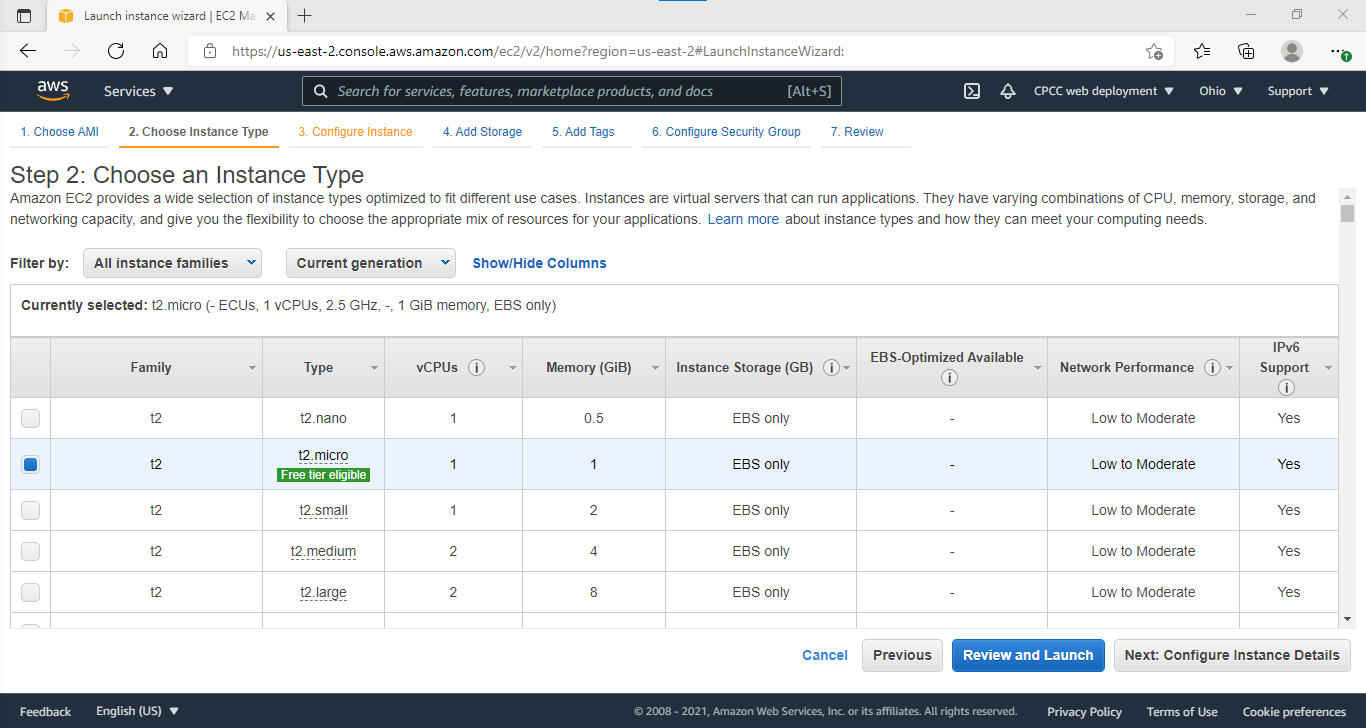 Launch instance wizard | EC2 Ma
https://us-east-2.console.aws.amazon.com/ec2/v2/home?region=us-east-2#LaunchInstanceWizard:
aws Services Search for services, features, marketplace products, and docs [Alt+S] CPCC web deployment Ohio Support
1. Choose AMI 2. Choose Instance Type 3. Configure Instance 4. Add Storage 5. Add Tags 6. Configure Security Group 7. Review
Step 2: Choose an Instance Type
Amazon EC2 provides a wide selection of instance types optimized to fit different use cases. Instances are virtual servers that can run applications. They have varying combinations of CPU, memory, storage, and
networking capacity, and give you the flexibility to choose the appropriate mix of resources for your applications. Learn more about instance types and how they can meet your computing needs.
Filter by: All instance families Current generation Show/Hide Columns
Currently selected: t2.micro (- ECUs, 1 vCPUs, 2.5 GHz, -, 1 GiB memory, EBS only)
Family Type vCPUs Memory (GiB) Instance Storage (GB) EBS-Optimized Available Network Performance IPv6 Support
t2 t2.nano 1 0.5 EBS only - Low to Moderate Yes
t2 t2.micro 1 1 EBS only - Low to Moderate Yes
Free tier eligible
t2 t2.small 1 2 EBS only - Low to Moderate Yes
t2 t2.medium 2 4 EBS only - Low to Moderate Yes
t2 t2.large 2 8 EBS only - Low to Moderate Yes
Cancel Previous Review and Launch Next: Configure Instance Details
Feedback English (US) © 2008 - 2021, Amazon Web Services, Inc. or its affiliates. All rights reserved. Privacy Policy Terms of Use Cookie preferences